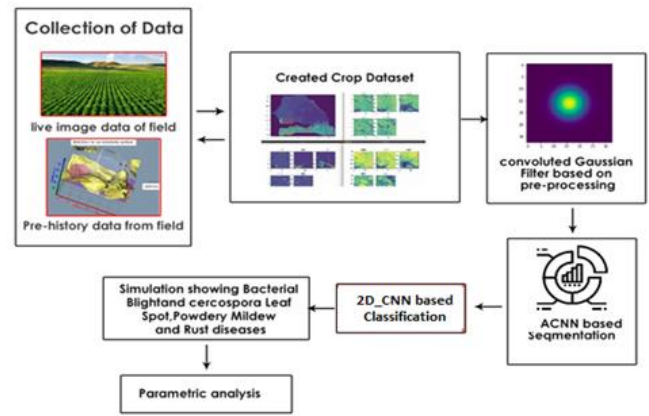 Collection of Data
live image data of field
Pre-history data from field
Created Crop Dataset
convoluted Gaussian
Filter based on
pre-processing
ACNN based
Seqmentation
2D_CNN based
Classification
Simulation showing Bacterial
Blightand cercospora Leaf
Spot,Powdery Mildew
and Rust diseases
Parametric analysis